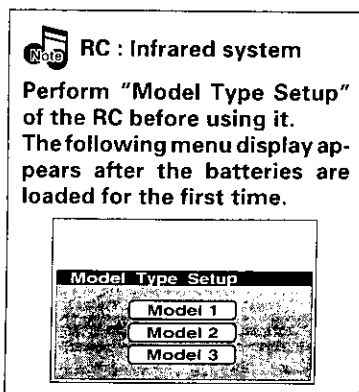 Note
RC : Infrared system
Perform "Model Type Setup"
of the RC before using it.
The following menu display ap-
pears after the batteries are
loaded for the first time.
Model Type Setup
Model 1
Model 2
Model 3